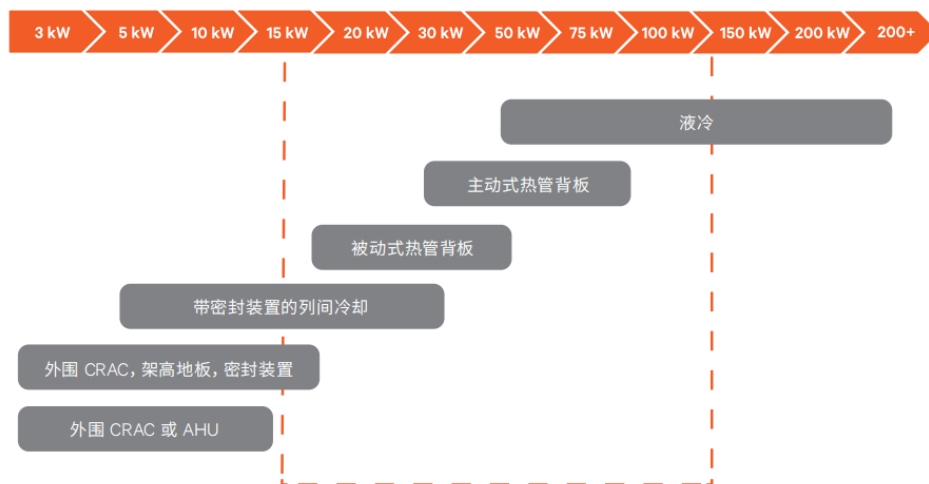 3 kW 5 kW 10 kW 15 kW 20 kW 30 kW 50 kW 75 kW 100 kW 150 kW 200 kW 200+
液冷
主动式热管背板
被动式热管背板
带密封装置的列间冷却
外围 CRAC，架高地板，密封装置
外围 CRAC 或 AHU